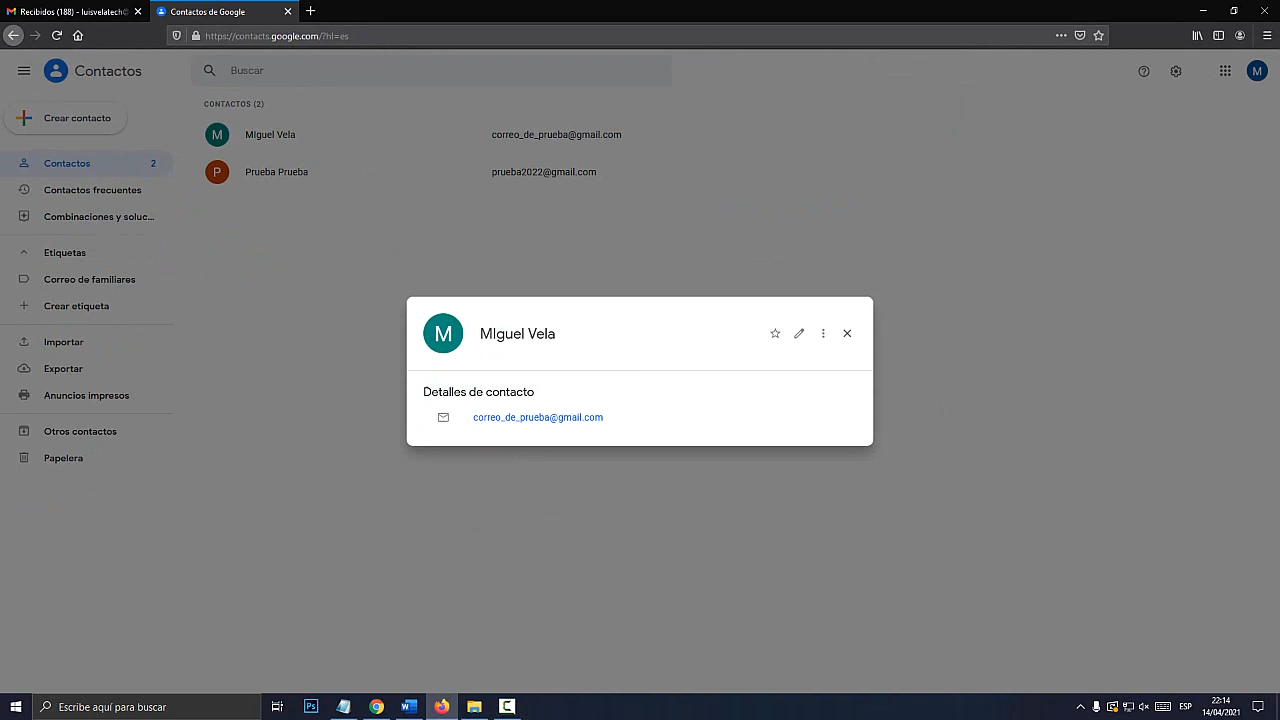 Recibidos (188) - luisvelatech@
Contactos de Google
https://contacts.google.com/?hl=es
Contactos
Buscar
M
Crear contacto
CONTACTOS (2)
M MIguel Vela correo_de_prueba@gmail.com
P Prueba Prueba prueba2022@gmail.com
Contactos 2
Contactos frecuentes
Combinaciones y soluc...
Etiquetas
Correo de familiares
Crear etiqueta
Importar
Exportar
Anuncios impresos
Otros contactos
Papelera
M MIguel Vela
Detalles de contacto
correo_de_prueba@gmail.com
Escribe aquí para buscar
Ps
W
C
ESP
22:14
14/04/2021